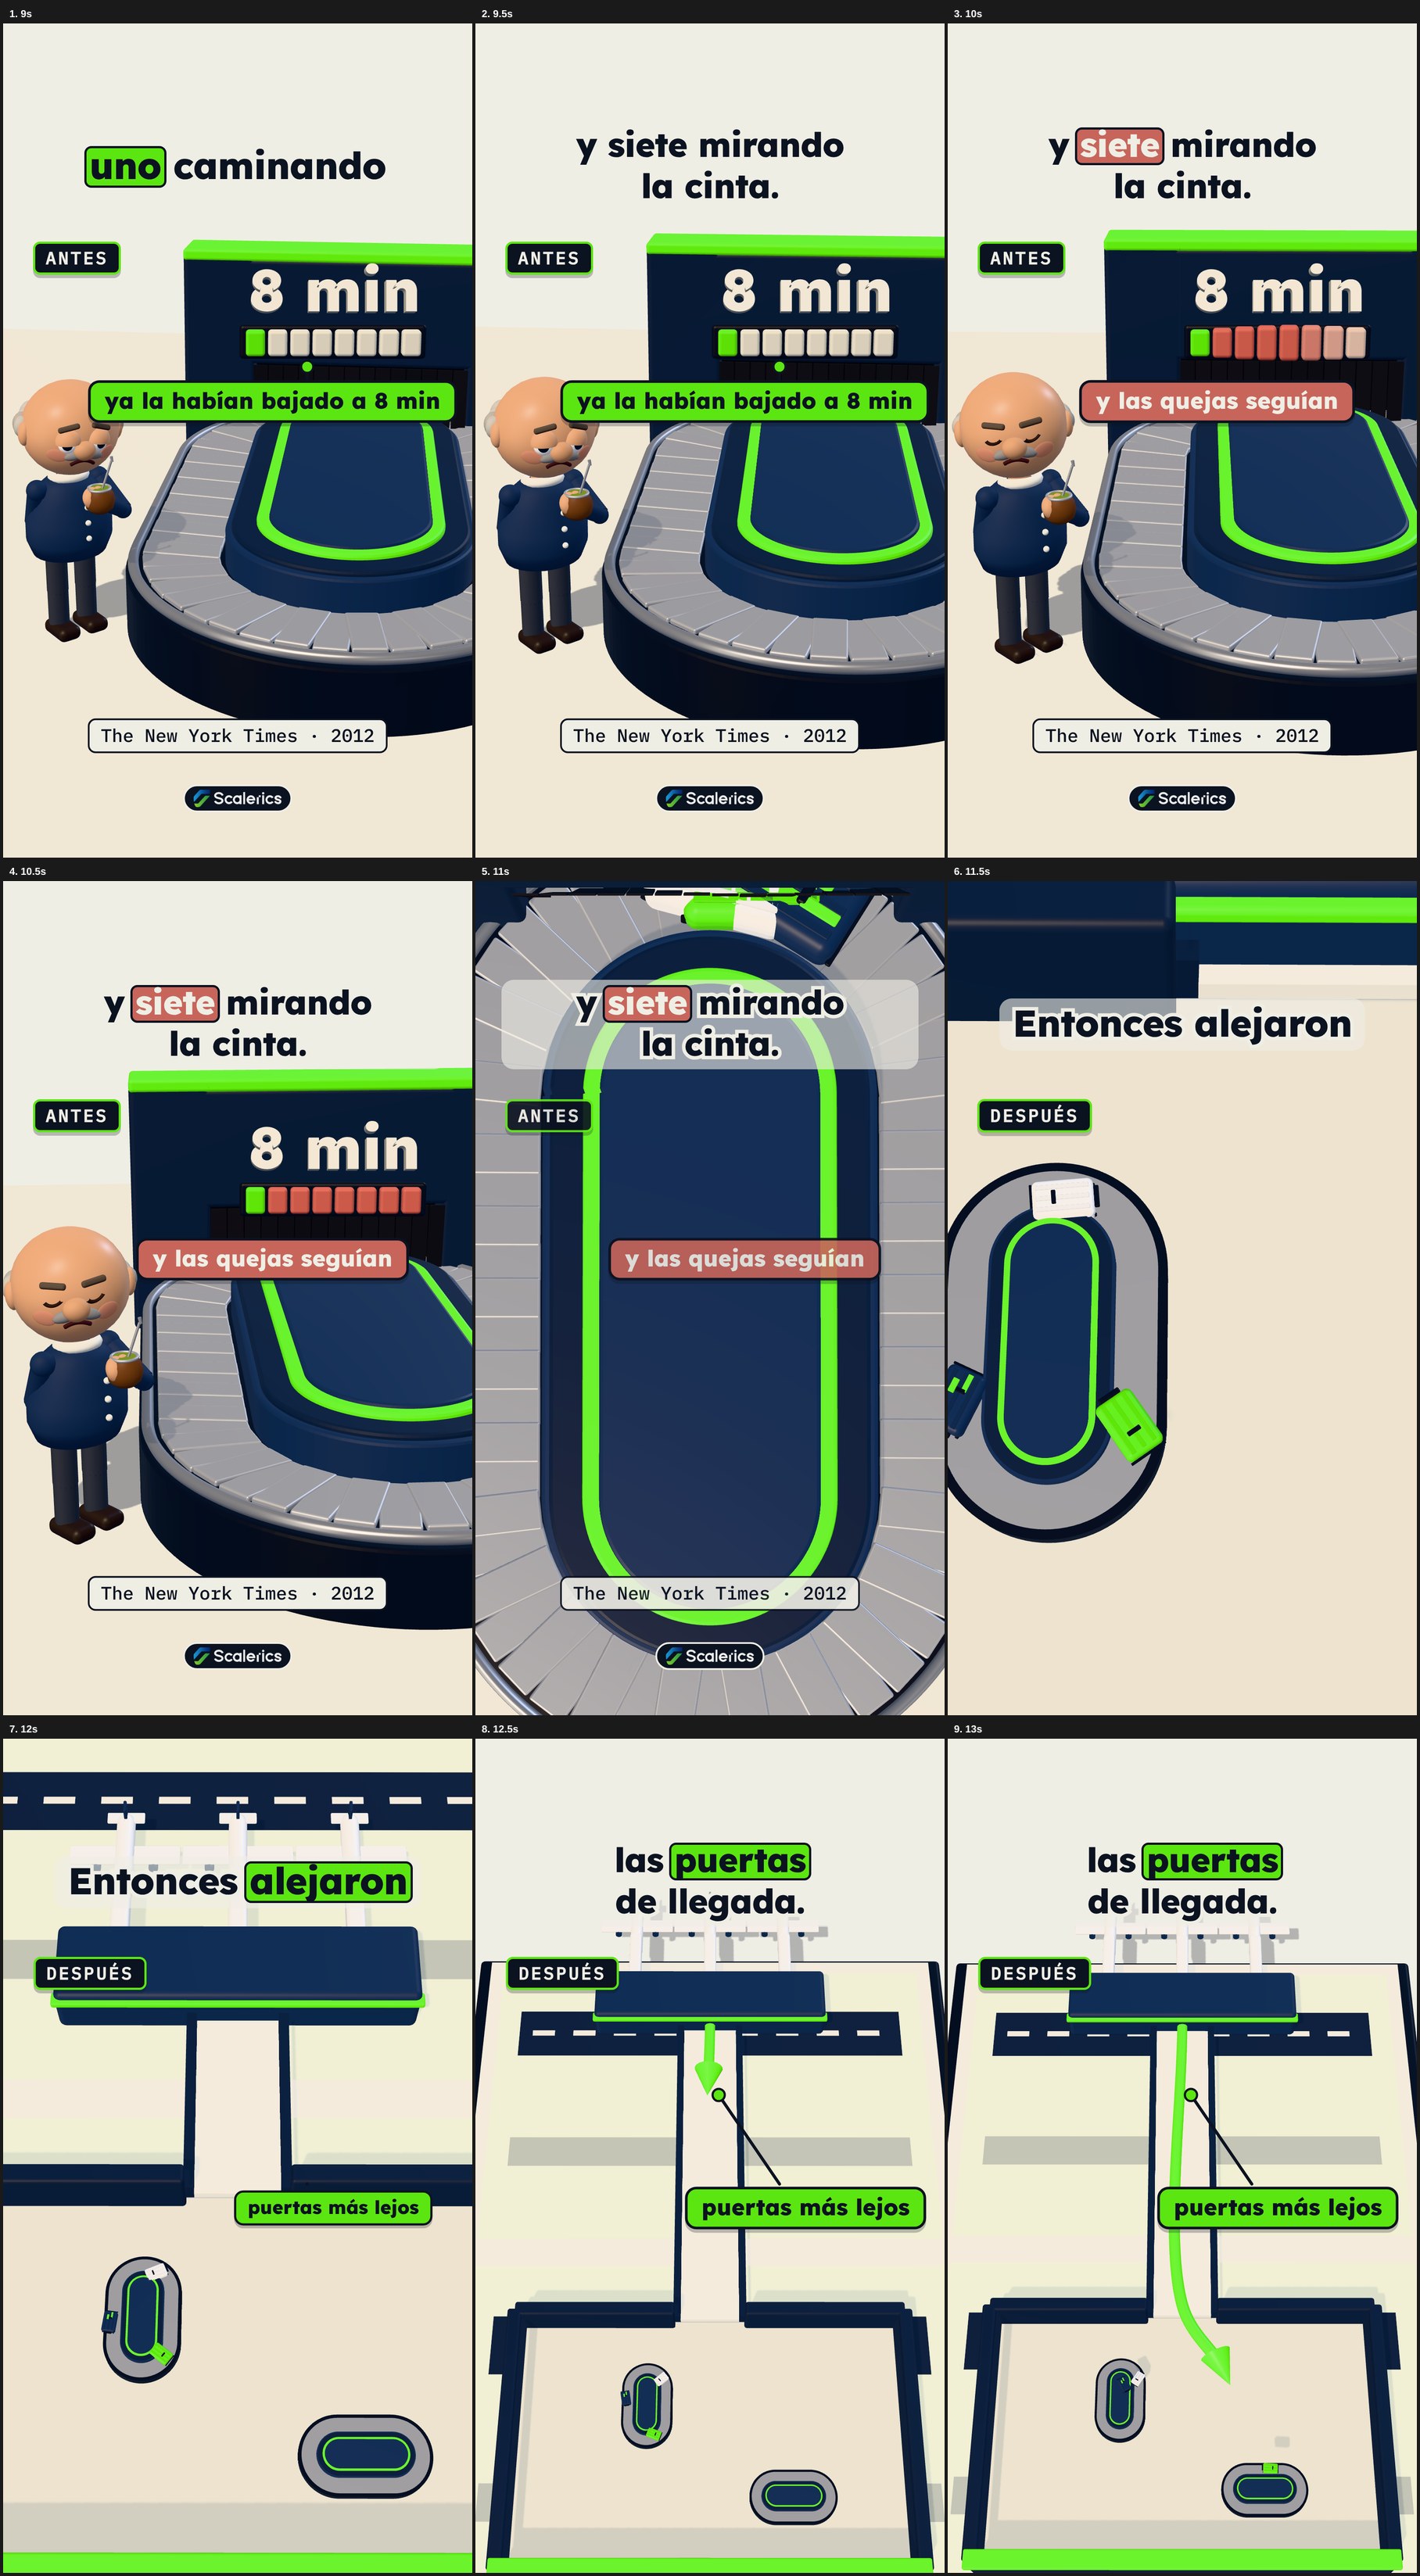 1. 9s
uno caminando
ANTES
8 min
ya la habían bajado a 8 min
The New York Times · 2012
Scalerics
2. 9.5s
y siete mirando
la cinta.
ANTES
8 min
ya la habían bajado a 8 min
The New York Times · 2012
Scalerics
3. 10s
y siete mirando
la cinta.
ANTES
8 min
y las quejas seguían
The New York Times · 2012
Scalerics
4. 10.5s
y siete mirando
la cinta.
ANTES
8 min
y las quejas seguían
The New York Times · 2012
Scalerics
5. 11s
y siete mirando
la cinta.
ANTES
y las quejas seguían
The New York Times · 2012
Scalerics
6. 11.5s
Entonces alejaron
DESPUÉS
7. 12s
Entonces alejaron
DESPUÉS
puertas más lejos
8. 12.5s
las puertas
de llegada.
DESPUÉS
puertas más lejos
9. 13s
las puertas
de llegada.
DESPUÉS
puertas más lejos